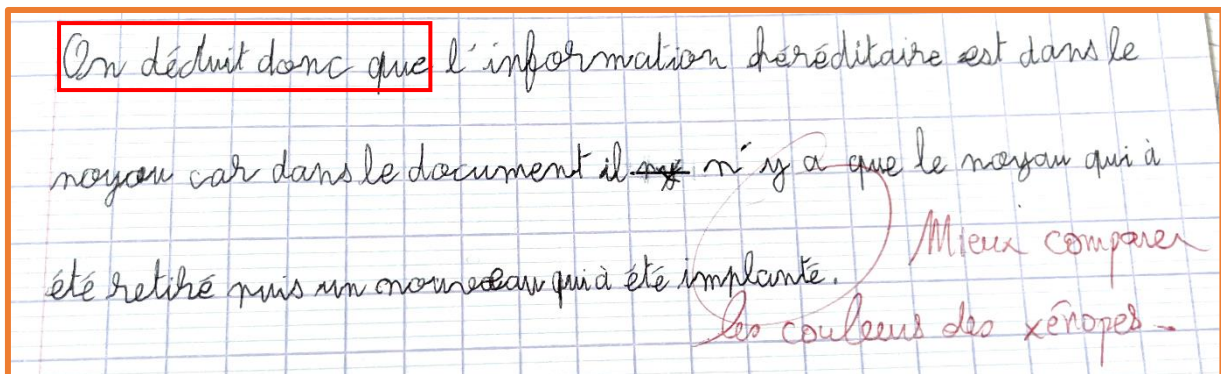 On déduit donc que l'information héréditaire est dans le
noyau car dans le document il n'y a que le noyau qui à
été retiré puis un nouveau qui à été implanté.
Mieux comparer
les couleurs des xénopes.